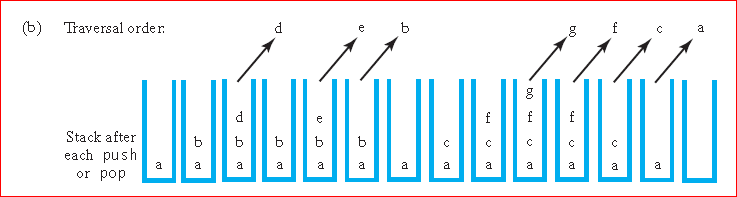 (b) Traversal order: d e b g f c a
g
d e f f f
b b b b b c c c c c
Stack after
each push
or pop
a a a a a a a a a a a a a